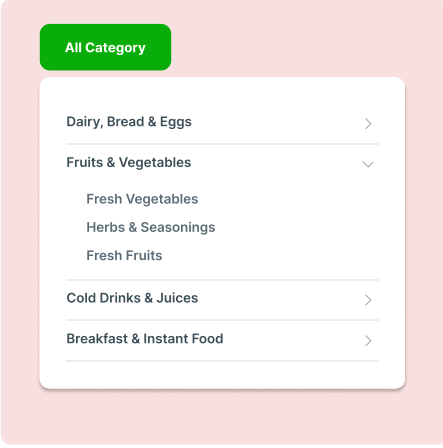 All Category
Dairy, Bread & Eggs
Fruits & Vegetables
Fresh Vegetables
Herbs & Seasonings
Fresh Fruits
Cold Drinks & Juices
Breakfast & Instant Food